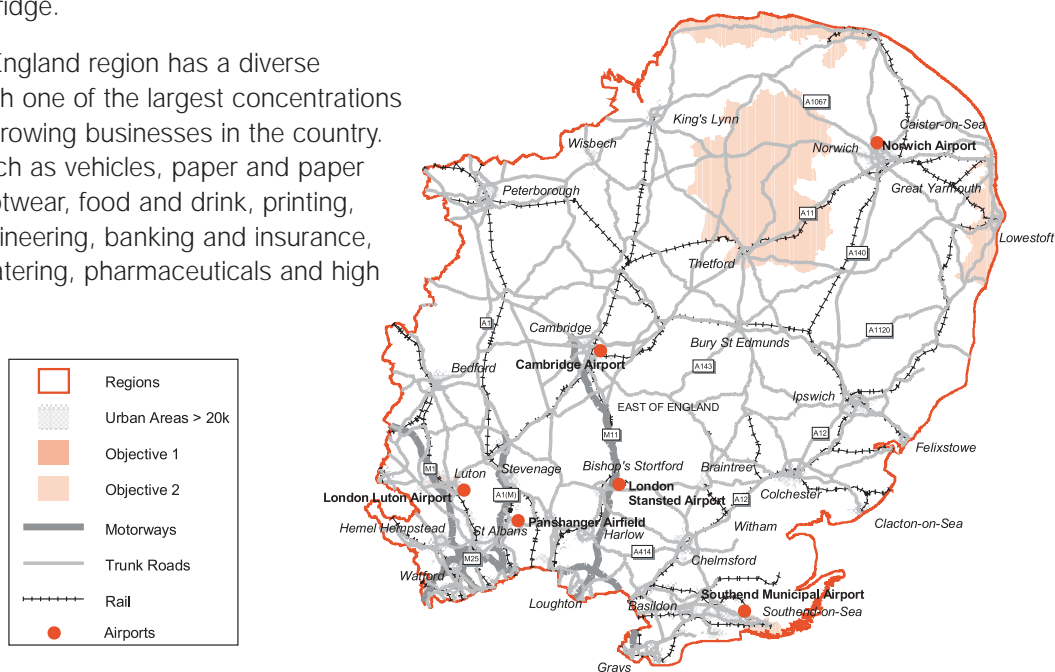 ridge.
England region has a diverse
h one of the largest concentrations
rowing businesses in the country.
ch as vehicles, paper and paper
otwear, food and drink, printing,
ineering, banking and insurance,
atering, pharmaceuticals and high
Regions
Urban Areas > 20k
Objective 1
Objective 2
Motorways
Trunk Roads
Rail
Airports
A1067
King's Lynn
Caister-on-Sea
Wisbech
Norwich
Norwich Airport
Peterborough
Great Yarmouth
A11
Lowestoft
A140
Thetford
A1
Cambridge
A1120
Bury St Edmunds
Cambridge Airport
Bedford
A143
Ipswich
EAST OF ENGLAND
M11
A12
Felixstowe
M1
Luton
Stevenage
Bishop's Stortford
Braintree
London Luton Airport
A1(M)
London
Stansted Airport
A12
Colchester
Hemel Hempstead
St Albans
Panshanger Airfield
Harlow
Witham
Clacton-on-Sea
M25
A414
Chelmsford
Watford
Loughton
Basildon
Southend Municipal Airport
Southend-on-Sea
Grays